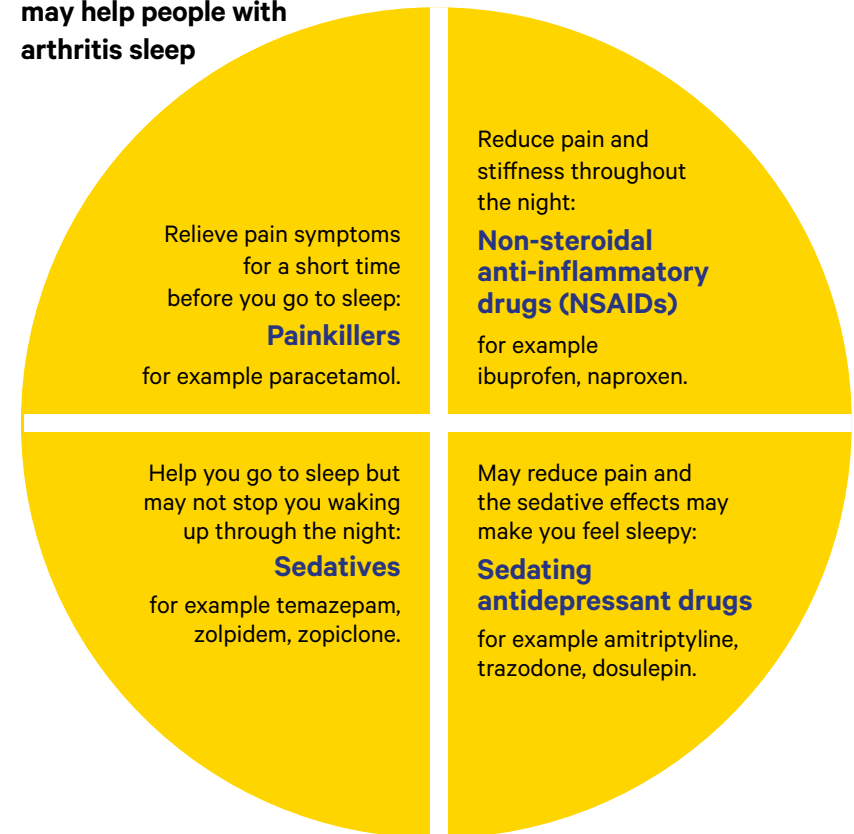 may help people with
arthritis sleep
Relieve pain symptoms
for a short time
before you go to sleep:
Painkillers
for example paracetamol.
Reduce pain and
stiffness throughout
the night:
Non-steroidal
anti-inflammatory
drugs (NSAIDs)
for example
ibuprofen, naproxen.
Help you go to sleep but
may not stop you waking
up through the night:
Sedatives
for example temazepam,
zolpidem, zopiclone.
May reduce pain and
the sedative effects may
make you feel sleepy:
Sedating
antidepressant drugs
for example amitriptyline,
trazodone, dosulepin.